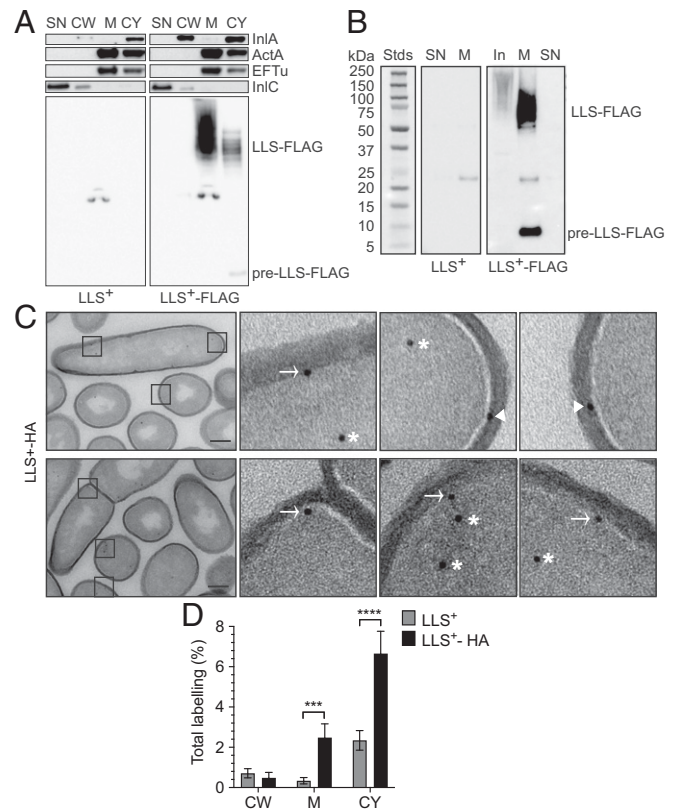 A
SN CW M CY SN CW M CY
InlA
ActA
EFTu
InlC
LLS-FLAG
pre-LLS-FLAG
LLS+ LLS+-FLAG
B
kDa Stds SN M In M SN
250
150
100
75
50
37
25
20
15
10
5
LLS-FLAG
pre-LLS-FLAG
LLS+ LLS+-FLAG
C
LLS+-HA
* * * * *
D
Total labelling (%)
8
6
4
2
0
*** ****
LLS+
LLS+- HA
CW M CY